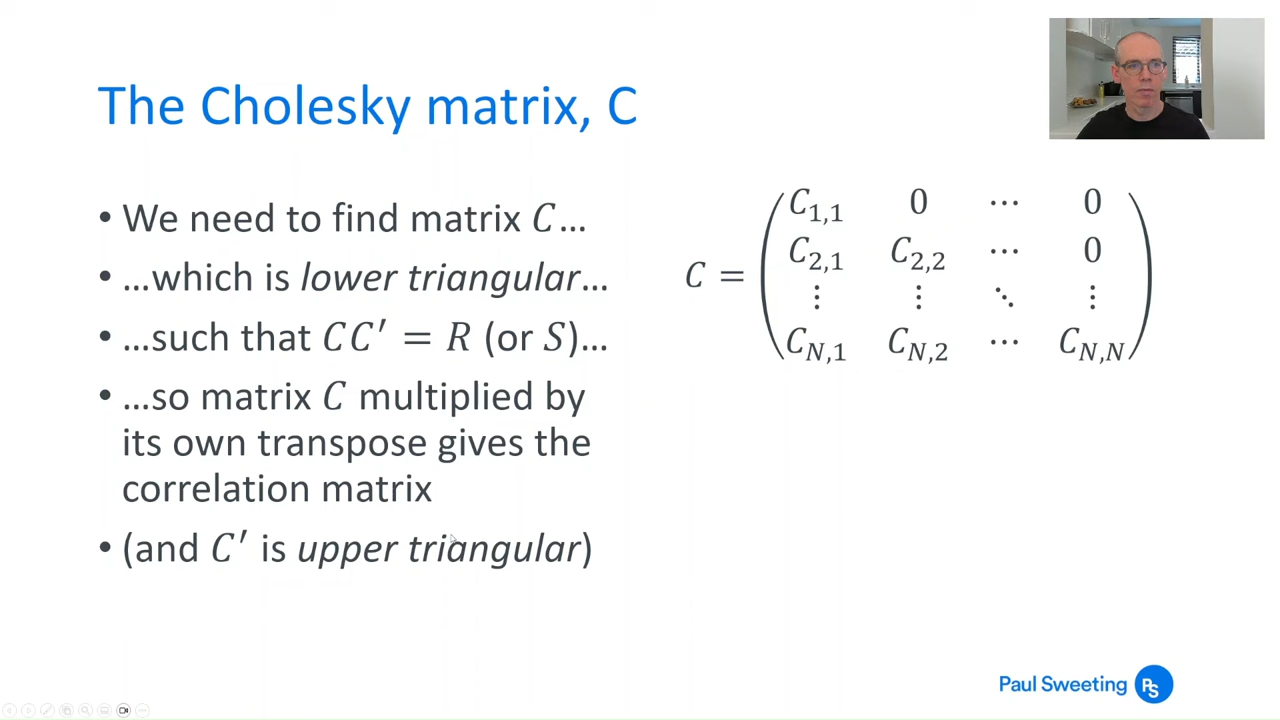 The Cholesky matrix, C
• We need to find matrix 𝐶…
• …which is lower triangular…
• …such that 𝐶𝐶′ = 𝑅 (or 𝑆)…
• …so matrix 𝐶 multiplied by
its own transpose gives the
correlation matrix
• (and 𝐶′ is upper triangular)
𝐶 =
C₁,₁ 0 ⋯ 0
C₂,₁ C₂,₂ ⋯ 0
⋮ ⋮ ⋱ ⋮
C_N,1 C_N,2 ⋯ C_N,N
Paul Sweeting PS